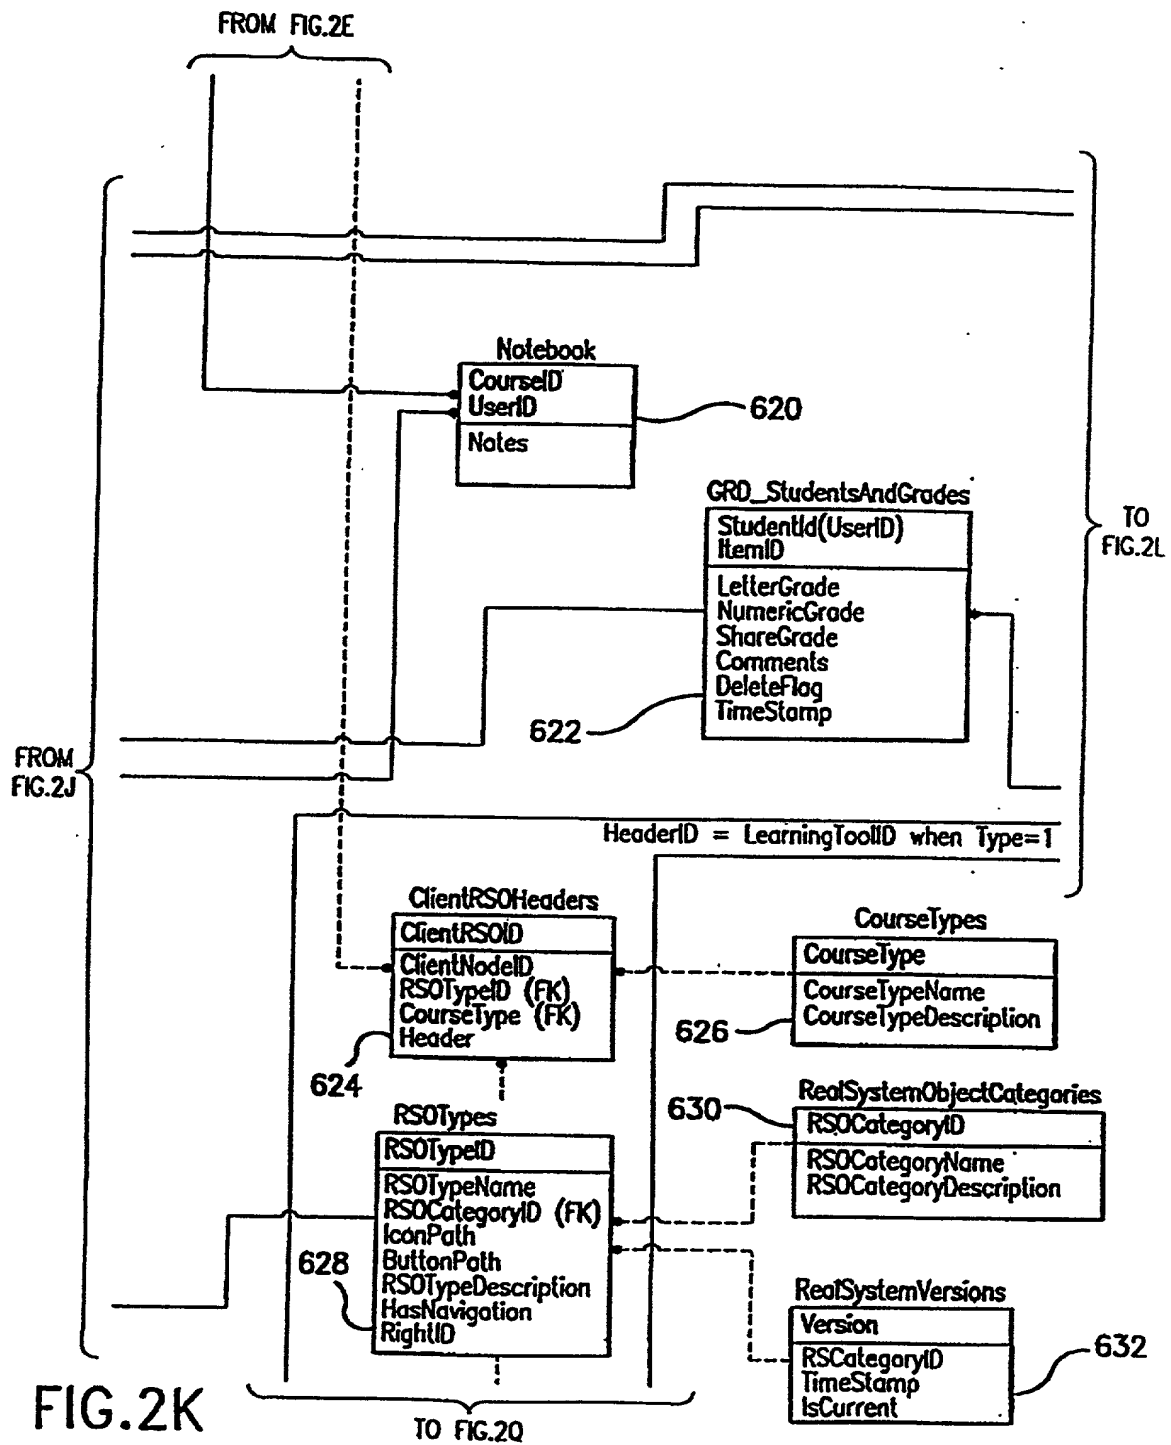 FROM FIG.2E
Notebook
CourseID
UserID
Notes
620
GRD_StudentsAndGrades
StudentId(UserID)
ItemID
LetterGrade
NumericGrade
ShareGrade
Comments
DeleteFlag
TimeStamp
622
TO
FIG.2L
FROM
FIG.2J
HeaderID = LearningToolID when Type=1
ClientRSOHeaders
ClientRSOID
ClientNodeID
RSOTypeID (FK)
CourseType (FK)
Header
624
CourseTypes
CourseType
CourseTypeName
CourseTypeDescription
626
RSOTypes
RSOTypeID
RSOTypeName
RSOCategoryID (FK)
IconPath
ButtonPath
RSOTypeDescription
HasNavigation
RightID
628
RealSystemObjectCategories
630
RSOCategoryID
RSOCategoryName
RSOCategoryDescription
RealSystemVersions
Version
RSCategoryID
TimeStamp
IsCurrent
632
FIG.2K
TO FIG.2Q